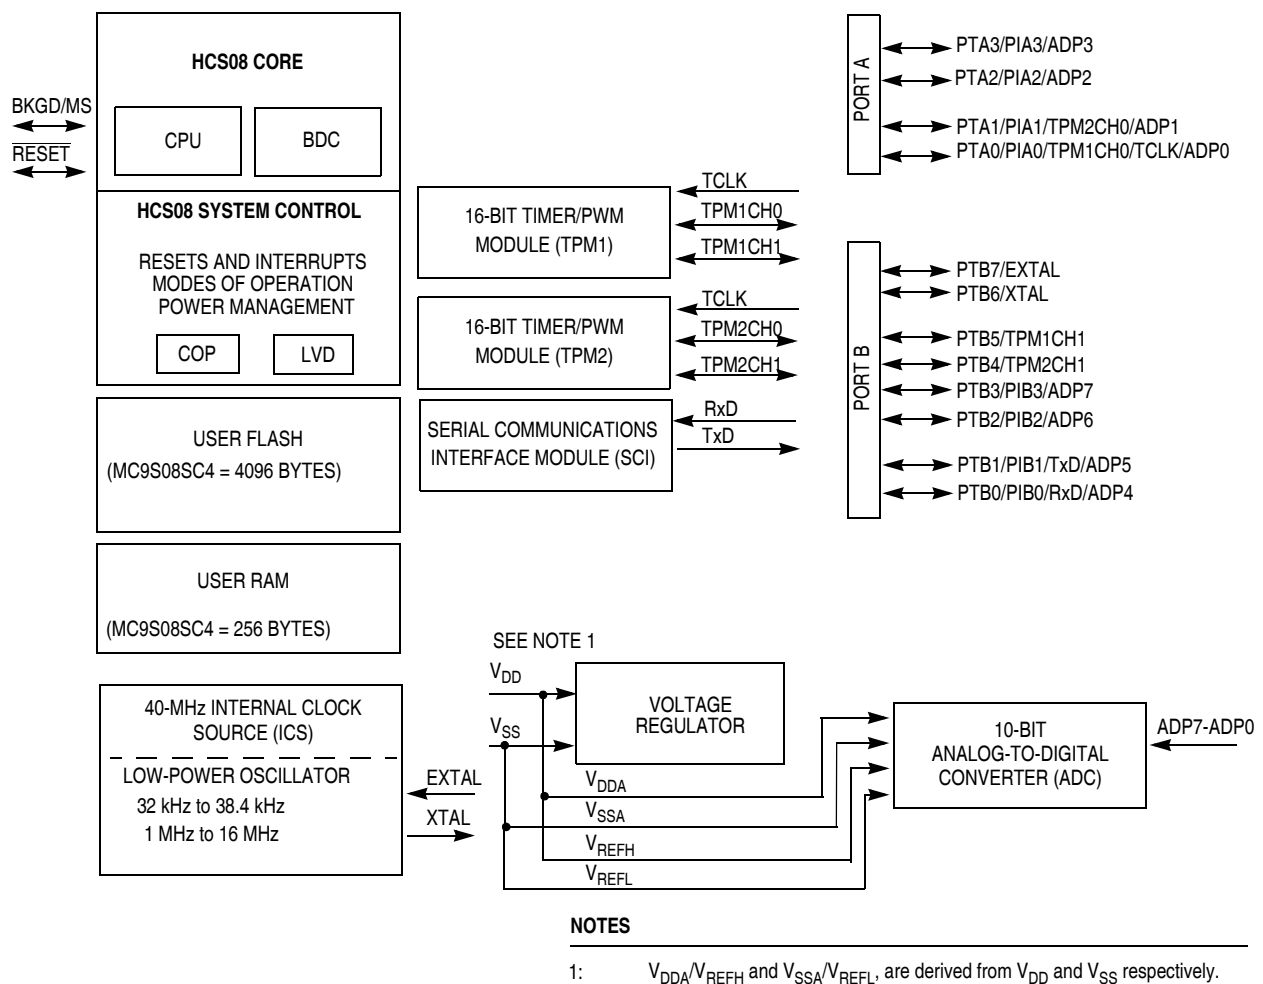 HCS08 CORE
CPU
BDC
BKGD/MS
RESET
HCS08 SYSTEM CONTROL
RESETS AND INTERRUPTS
MODES OF OPERATION
POWER MANAGEMENT
COP
LVD
USER FLASH
(MC9S08SC4 = 4096 BYTES)
USER RAM
(MC9S08SC4 = 256 BYTES)
40-MHz INTERNAL CLOCK
SOURCE (ICS)
LOW-POWER OSCILLATOR
32 kHz to 38.4 kHz
1 MHz to 16 MHz
EXTAL
XTAL
16-BIT TIMER/PWM
MODULE (TPM1)
TCLK
TPM1CH0
TPM1CH1
16-BIT TIMER/PWM
MODULE (TPM2)
TCLK
TPM2CH0
TPM2CH1
SERIAL COMMUNICATIONS
INTERFACE MODULE (SCI)
RxD
TxD
PORT A
PTA3/PIA3/ADP3
PTA2/PIA2/ADP2
PTA1/PIA1/TPM2CH0/ADP1
PTA0/PIA0/TPM1CH0/TCLK/ADP0
PORT B
PTB7/EXTAL
PTB6/XTAL
PTB5/TPM1CH1
PTB4/TPM2CH1
PTB3/PIB3/ADP7
PTB2/PIB2/ADP6
PTB1/PIB1/TxD/ADP5
PTB0/PIB0/RxD/ADP4
SEE NOTE 1
VDD
VSS
VOLTAGE
REGULATOR
VDDA
VSSA
VREFH
VREFL
10-BIT
ANALOG-TO-DIGITAL
CONVERTER (ADC)
ADP7-ADP0
NOTES
1: VDDA/VREFH and VSSA/VREFL, are derived from VDD and VSS respectively.